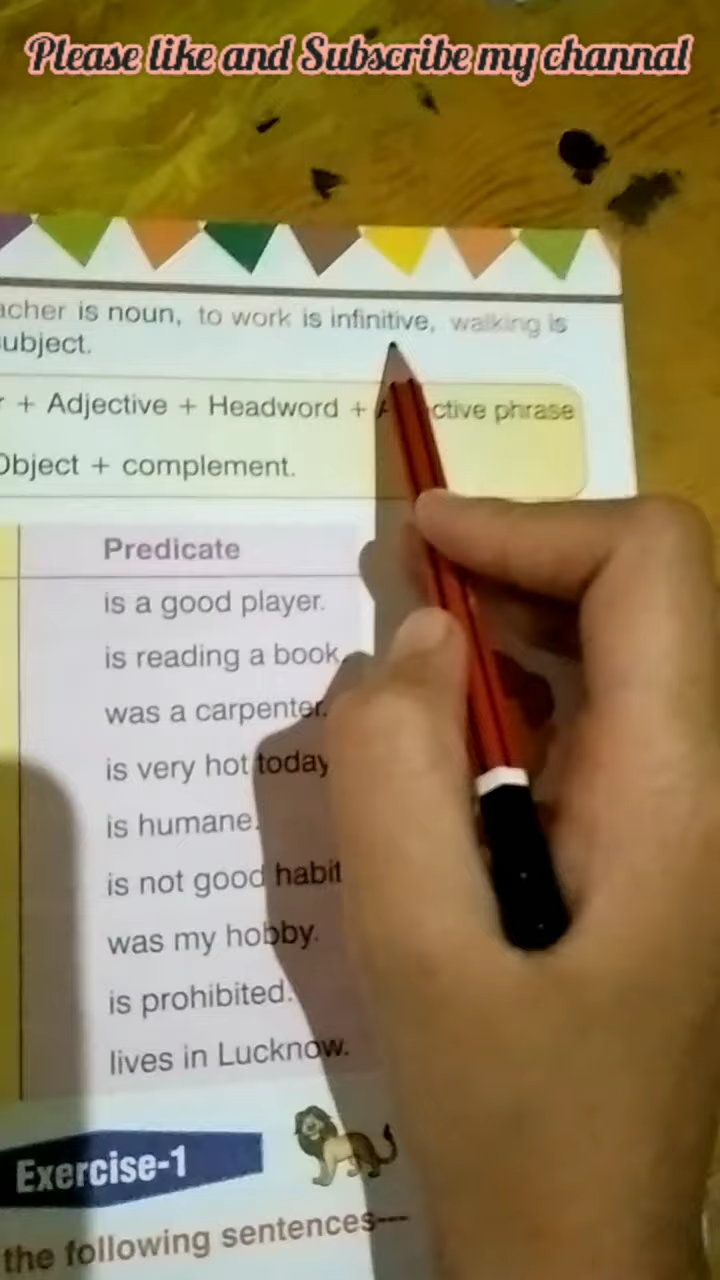 Please like and Subscribe my channal
acher is noun, to work is infinitive, walking is
ubject.
+ Adjective + Headword + ctive phrase
Object + complement.
Predicate
is a good player.
is reading a book.
was a carpenter.
is very hot today
is humane.
is not good habit
was my hobby.
is prohibited.
lives in Lucknow.
Exercise-1
the following sentences---